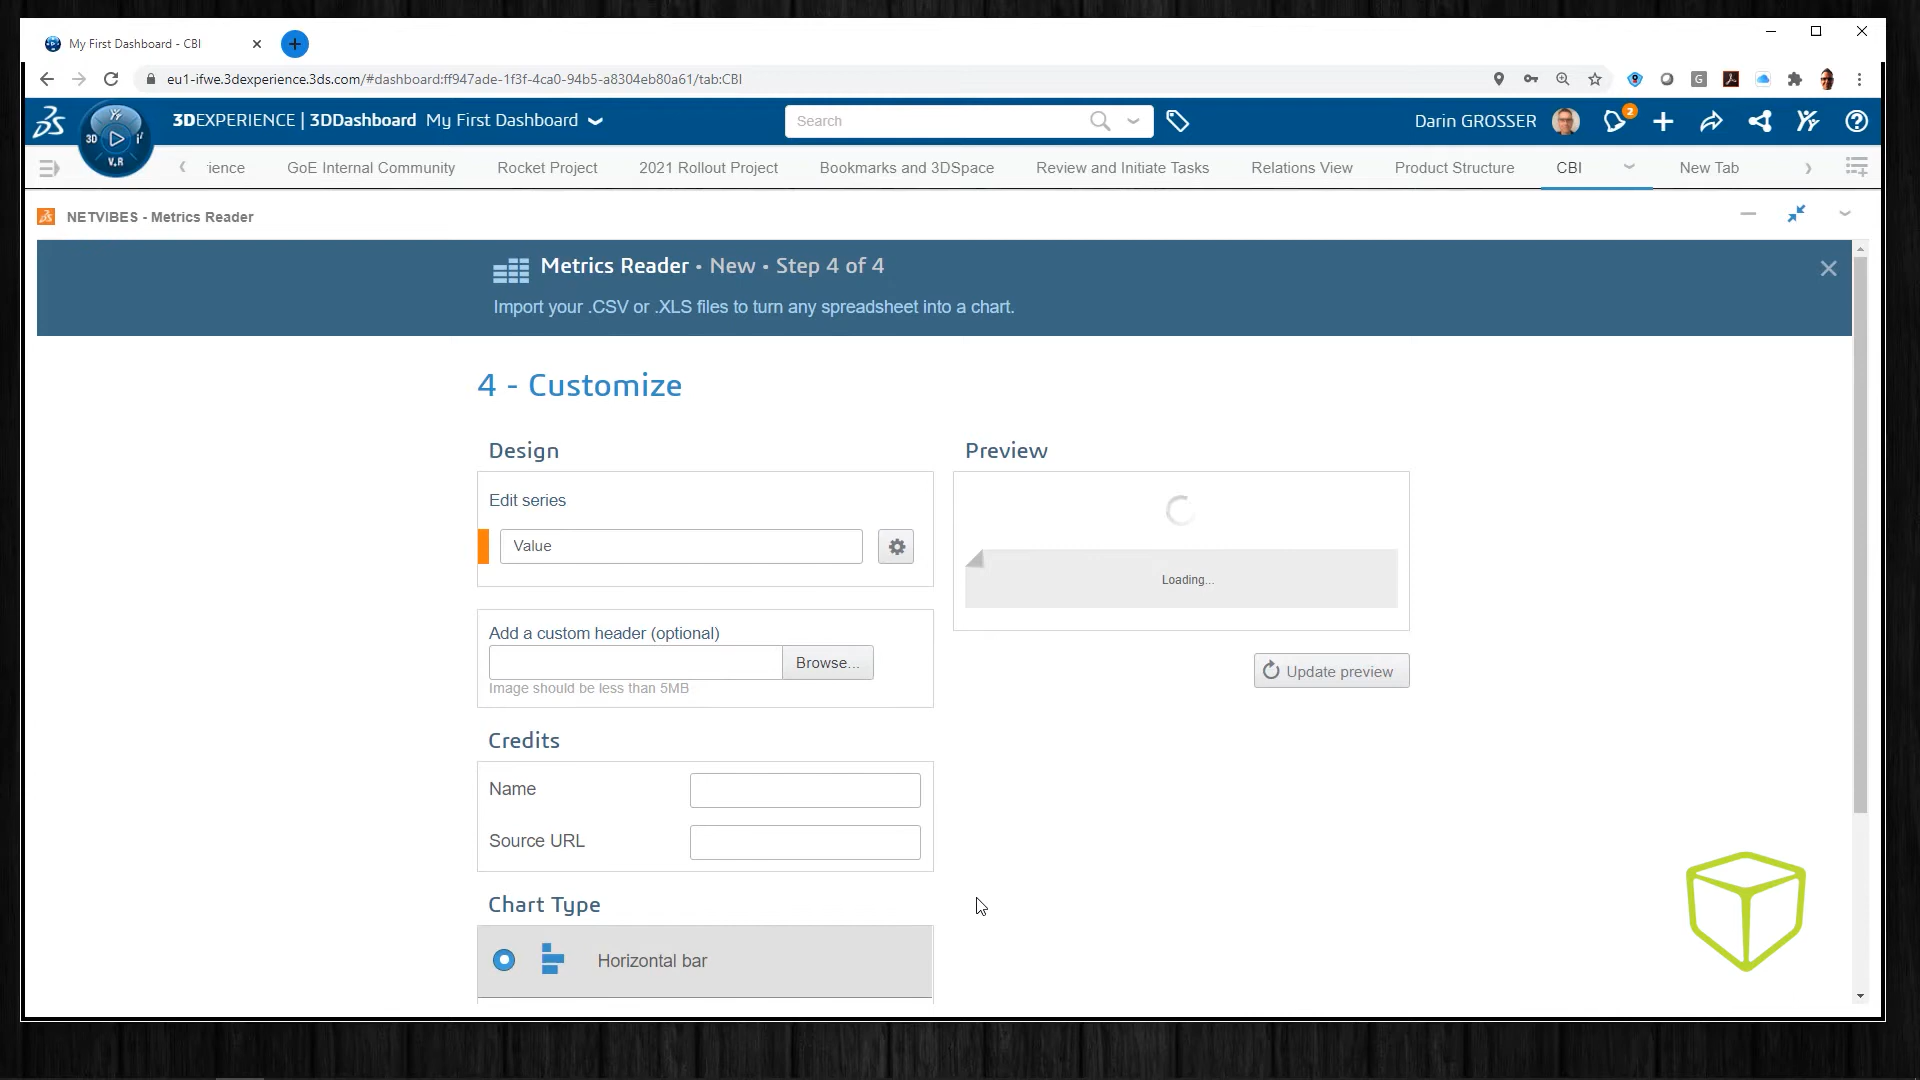 My First Dashboard - CBI
eu1-ifwe.3dexperience.3ds.com/#dashboard:ff947ade-1f3f-4ca0-94b5-a8304eb80a61/tab:CBI
3DEXPERIENCE | 3DDashboard My First Dashboard
Search
Darin GROSSER
2
3D
V.R
ience
GoE Internal Community
Rocket Project
2021 Rollout Project
Bookmarks and 3DSpace
Review and Initiate Tasks
Relations View
Product Structure
CBI
New Tab
NETVIBES - Metrics Reader
Metrics Reader • New • Step 4 of 4
Import your .CSV or .XLS files to turn any spreadsheet into a chart.
4 - Customize
Design
Preview
Edit series
Value
Loading...
Add a custom header (optional)
Browse...
Image should be less than 5MB
Update preview
Credits
Name
Source URL
Chart Type
Horizontal bar